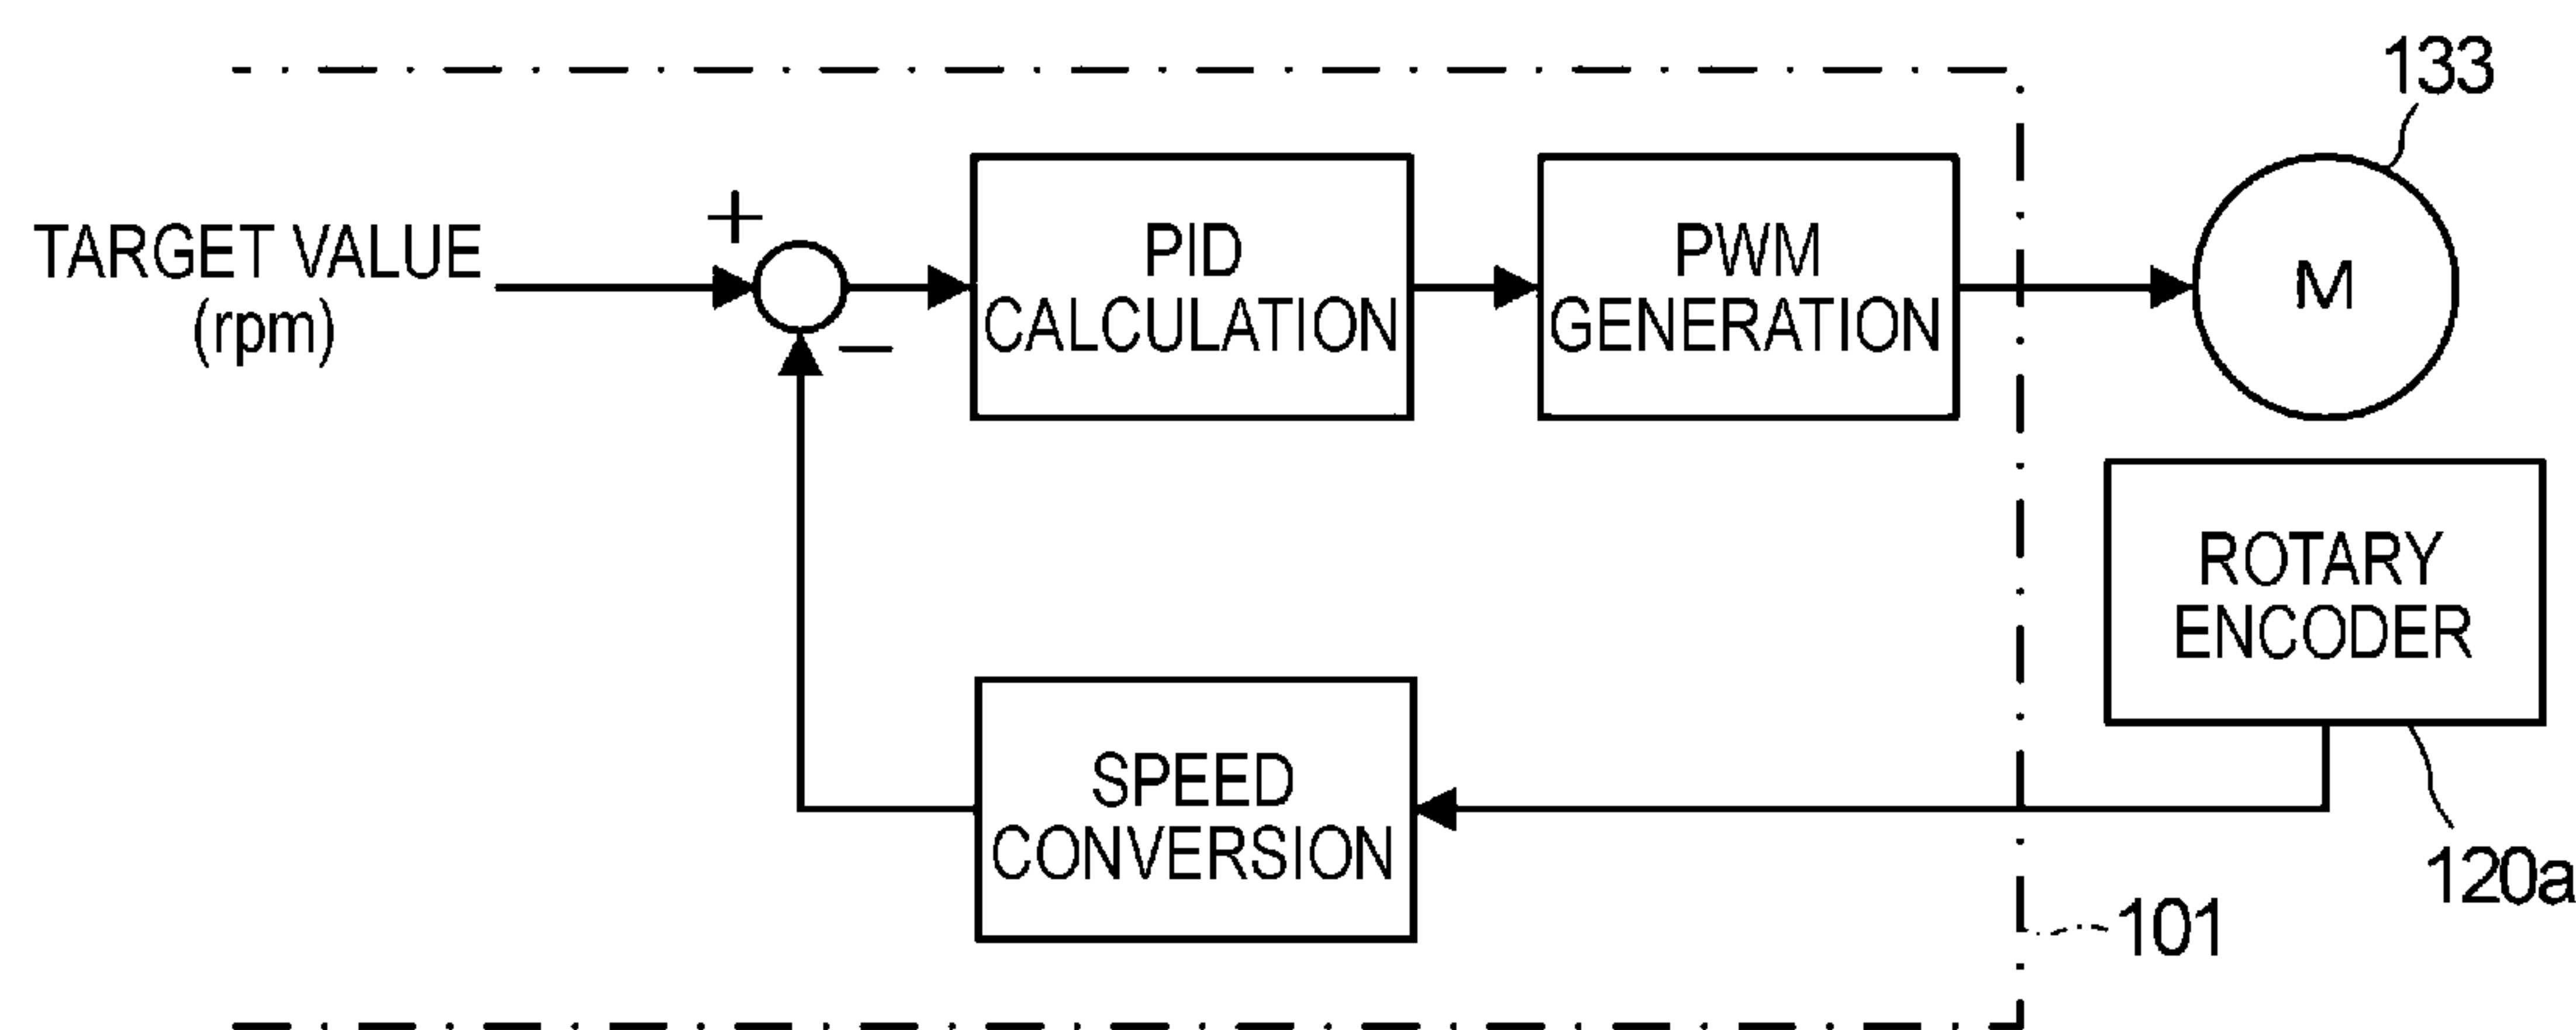 133
+
TARGET VALUE
(rpm)
−
PID
CALCULATION
PWM
GENERATION
M
ROTARY
ENCODER
SPEED
CONVERSION
120a
101